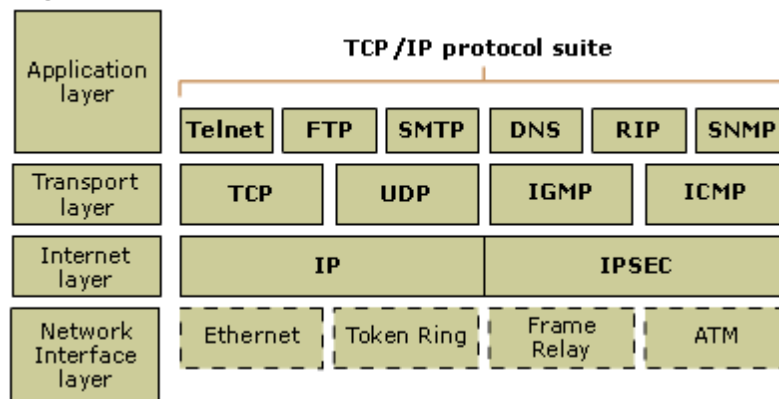 TCP/IP protocol suite
Application
layer
Telnet FTP SMTP DNS RIP SNMP
Transport
layer
TCP UDP IGMP ICMP
Internet
layer
IP IPSEC
Network
Interface
layer
Ethernet Token Ring Frame
Relay ATM